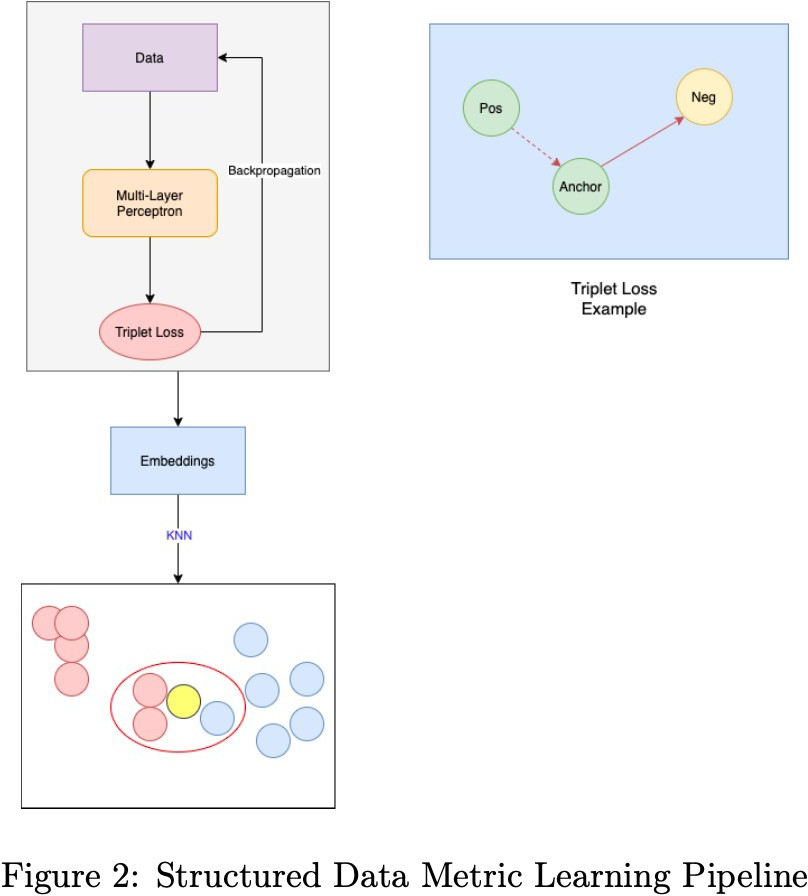 Data
Backpropagation
Multi-Layer
Perceptron
Triplet Loss
Embeddings
KNN
Pos
Neg
Anchor
Triplet Loss
Example
Figure 2: Structured Data Metric Learning Pipeline